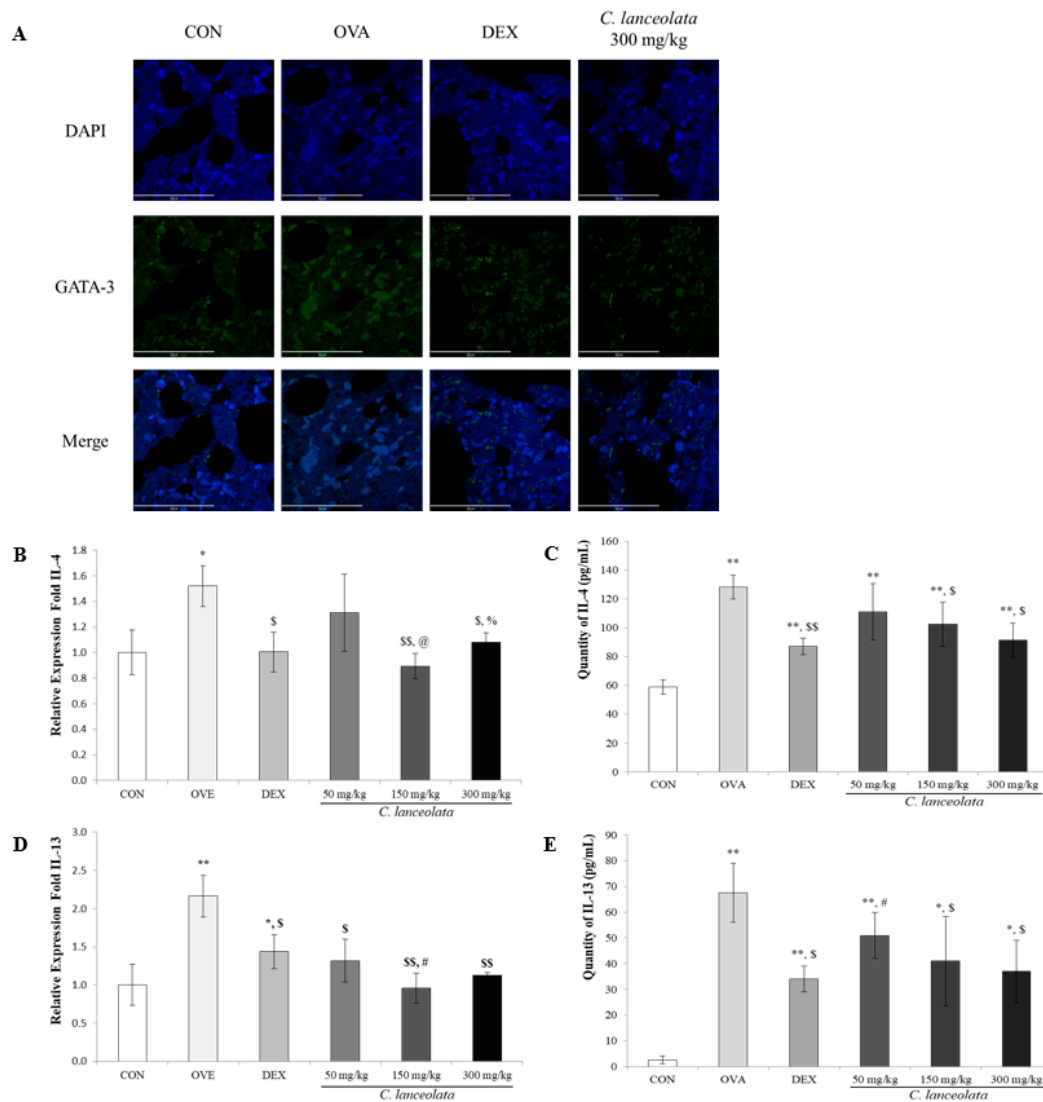 A
CON OVA DEX C. lanceolata
300 mg/kg
DAPI
GATA-3
Merge
B
Relative Expression Fold IL-4
1.8
1.6
1.4
1.2
1.0
0.8
0.6
0.4
0.2
0.0
*
$
$$, @
$, %
CON OVE DEX 50 mg/kg 150 mg/kg 300 mg/kg
C. lanceolata
C
Quantity of IL-4 (pg/mL)
160
140
120
100
80
60
40
20
0
**
**, $$
**
**, $
**, $
CON OVA DEX 50 mg/kg 150 mg/kg 300 mg/kg
C. lanceolata
D
Relative Expression Fold IL-13
3.0
2.5
2.0
1.5
1.0
0.5
0.0
**
*, $
$
$$, #
$$
CON OVE DEX 50 mg/kg 150 mg/kg 300 mg/kg
C. lanceolata
E
Quantity of IL-13 (pg/mL)
90
80
70
60
50
40
30
20
10
0
**
**, $
**, #
*, $
*, $
CON OVA DEX 50 mg/kg 150 mg/kg 300 mg/kg
C. lanceolata